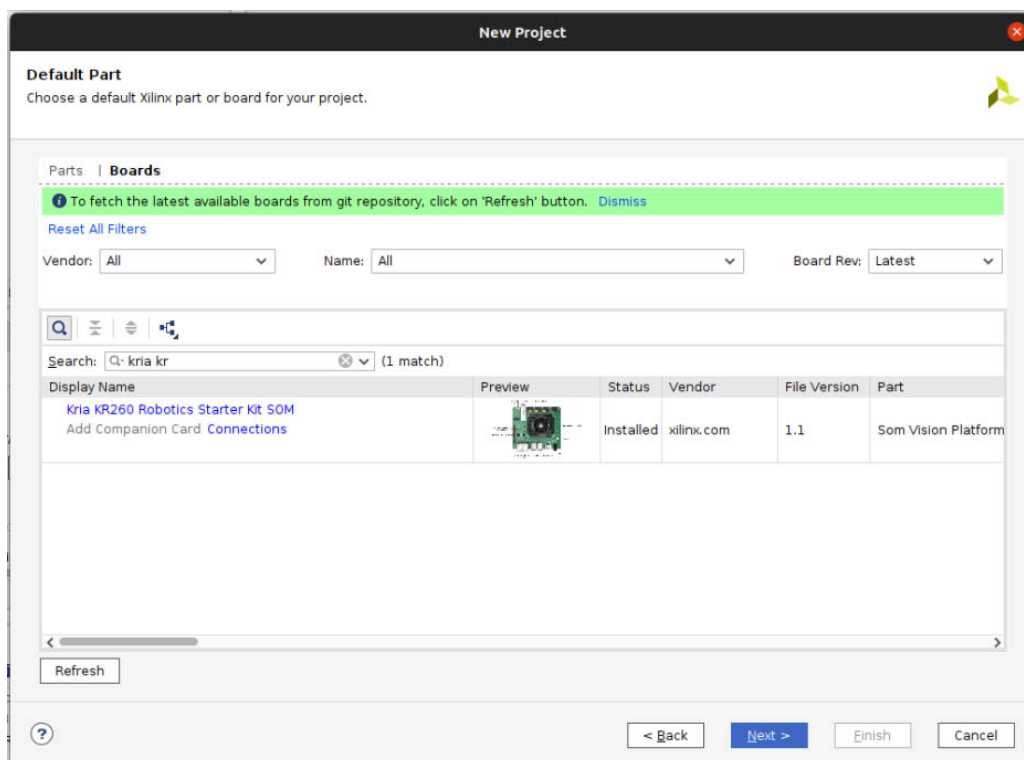 New Project
Default Part
Choose a default Xilinx part or board for your project.
Parts | Boards
To fetch the latest available boards from git repository, click on 'Refresh' button. Dismiss
Reset All Filters
Vendor: All Name: All Board Rev: Latest
Search: kria kr (1 match)
Display Name Preview Status Vendor File Version Part
Kria KR260 Robotics Starter Kit SOM
Add Companion Card Connections
Installed xilinx.com 1.1 Som Vision Platform
Refresh
? < Back Next > Finish Cancel